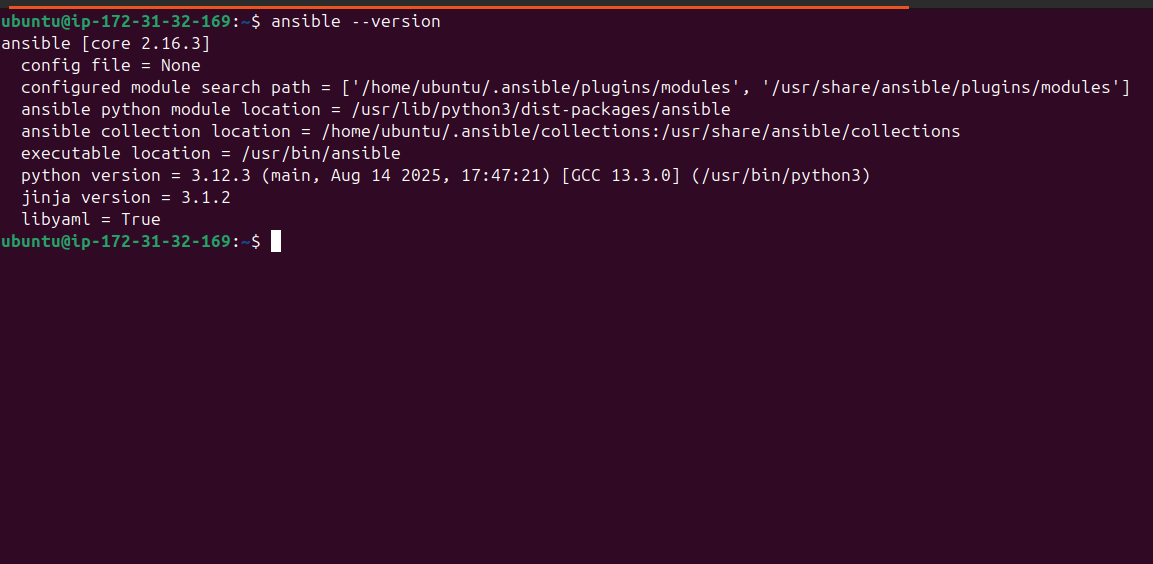 ubuntu@ip-172-31-32-169:~$ ansible --version
ansible [core 2.16.3]
  config file = None
  configured module search path = ['/home/ubuntu/.ansible/plugins/modules', '/usr/share/ansible/plugins/modules']
  ansible python module location = /usr/lib/python3/dist-packages/ansible
  ansible collection location = /home/ubuntu/.ansible/collections:/usr/share/ansible/collections
  executable location = /usr/bin/ansible
  python version = 3.12.3 (main, Aug 14 2025, 17:47:21) [GCC 13.3.0] (/usr/bin/python3)
  jinja version = 3.1.2
  libyaml = True
ubuntu@ip-172-31-32-169:~$